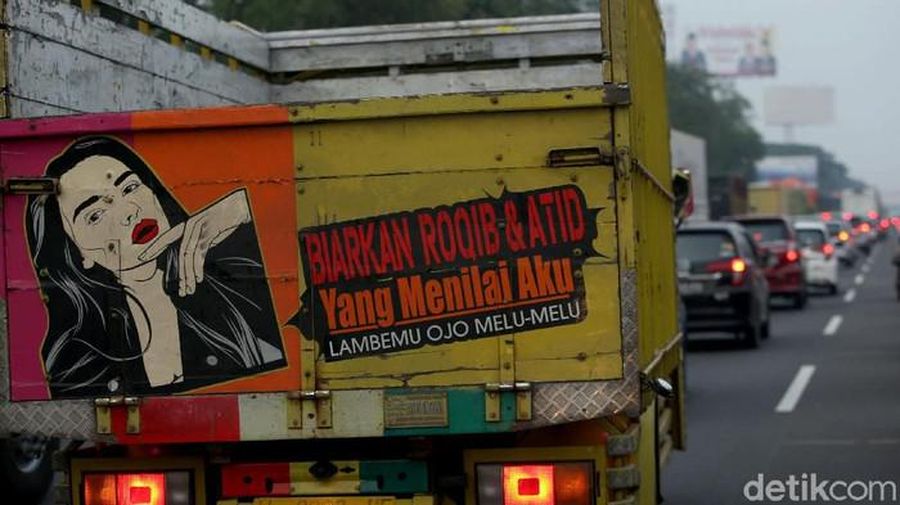 BIARKAN ROQIB & ATID
Yang Menilai Aku
LAMBEMU OJO MELU-MELU
detikcom